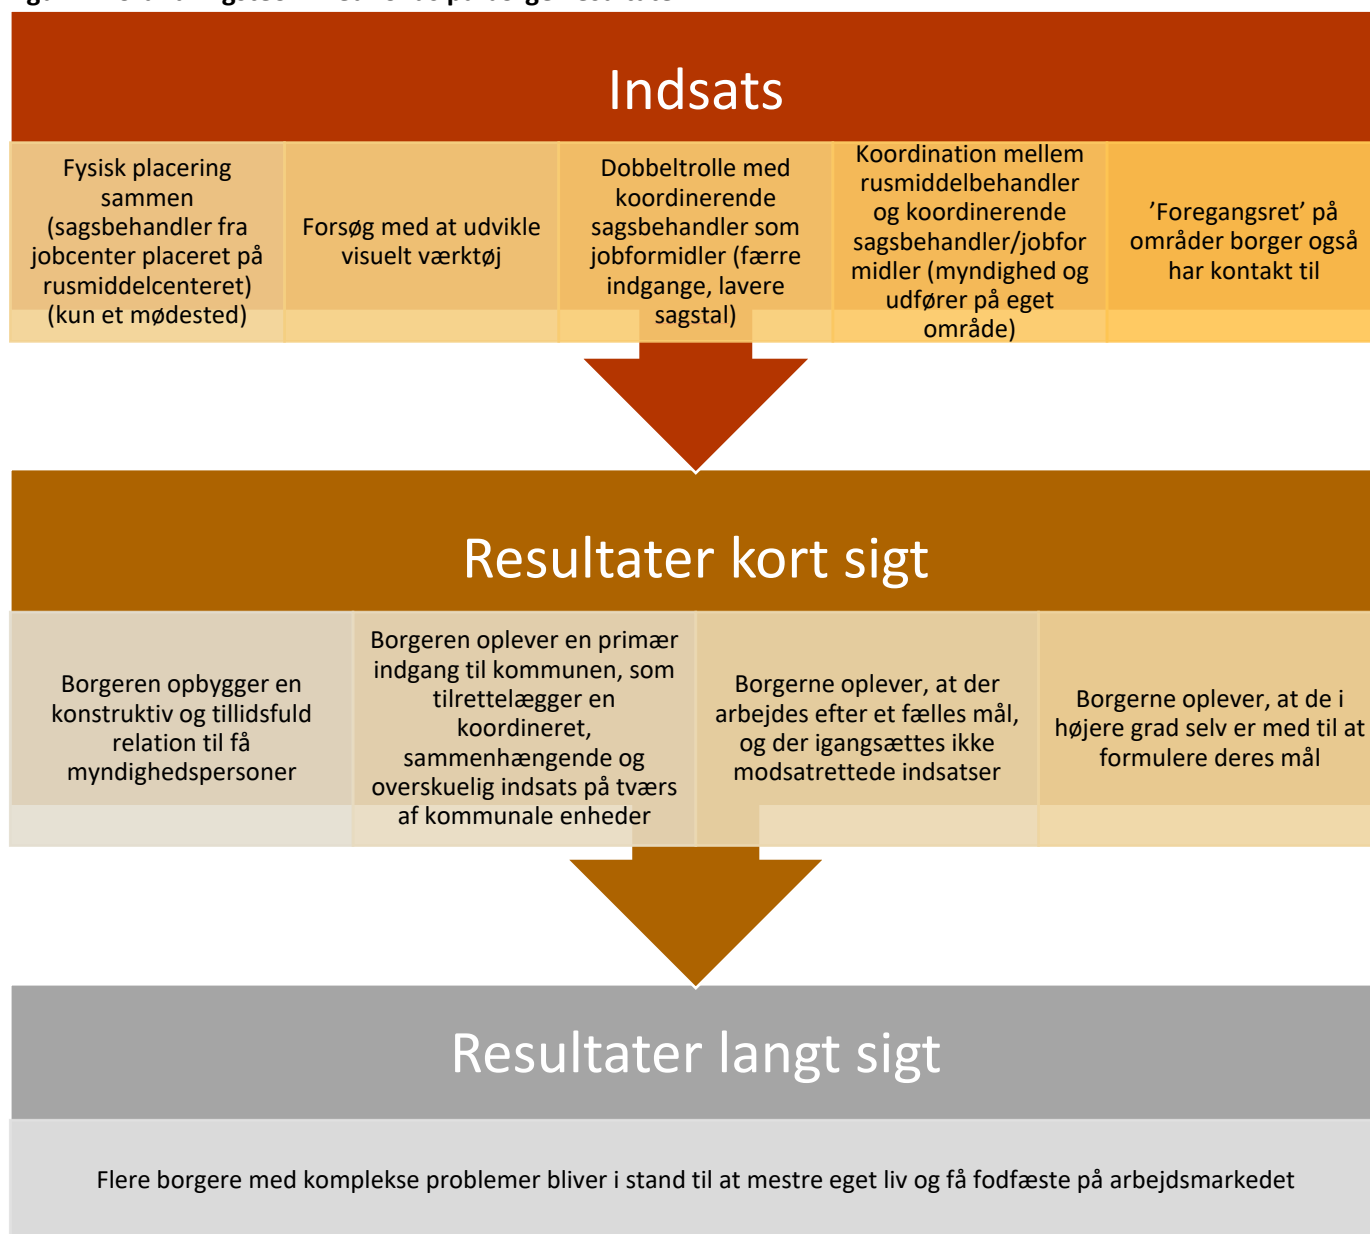 Indsats
Fysisk placering
sammen
(sagsbehandler fra
jobcenter placeret på
rusmiddelcenteret)
(kun et mødested)
Forsøg med at udvikle
visuelt værktøj
Dobbeltrolle med
koordinerende
sagsbehandler som
jobformidler (færre
indgange, lavere
sagstal)
Koordination mellem
rusmiddelbehandler
og koordinerende
sagsbehandler/jobfor
midler (myndighed og
udfører på eget
område)
’Foregangsret’ på
områder borger også
har kontakt til
Resultater kort sigt
Borgeren opbygger en
konstruktiv og tillidsfuld
relation til få
myndighedspersoner
Borgeren oplever en primær
indgang til kommunen, som
tilrettelægger en
koordineret,
sammenhængende og
overskuelig indsats på tværs
af kommunale enheder
Borgerne oplever, at der
arbejdes efter et fælles mål,
og der igangsættes ikke
modsatrettede indsatser
Borgerne oplever, at de i
højere grad selv er med til at
formulere deres mål
Resultater langt sigt
Flere borgere med komplekse problemer bliver i stand til at mestre eget liv og få fodfæste på arbejdsmarkedet